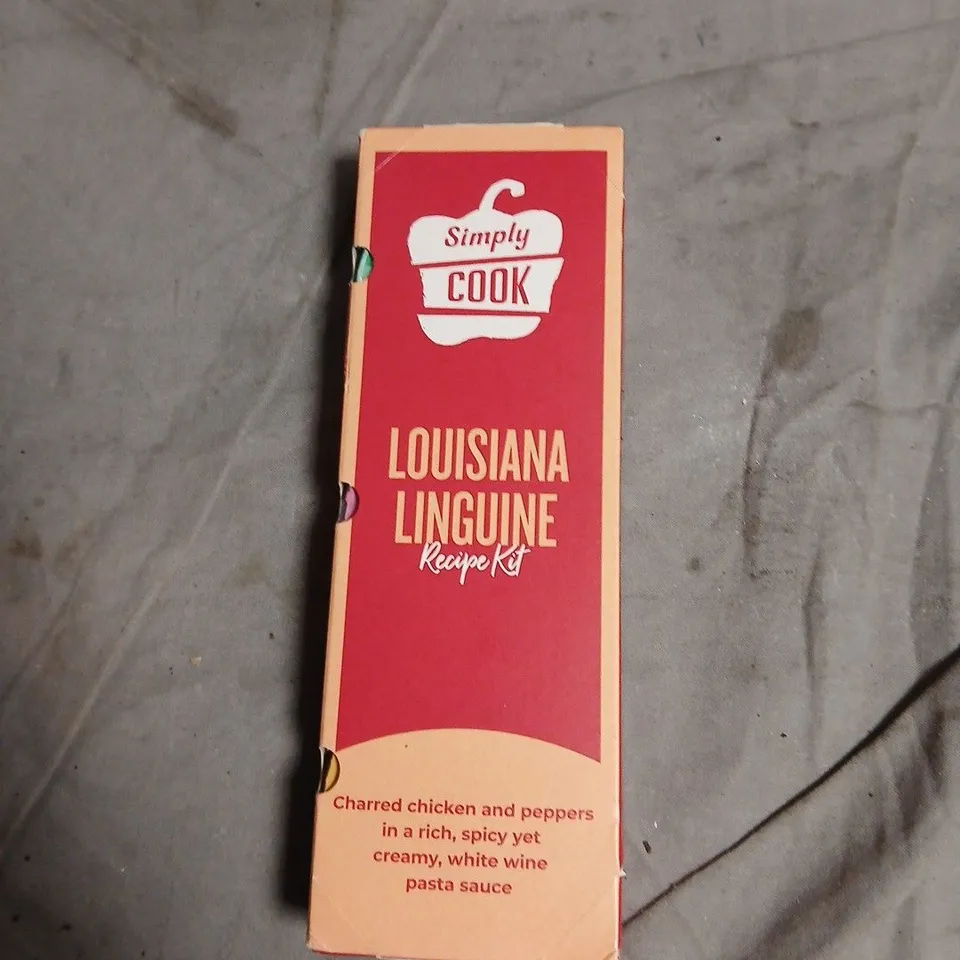 Simply
COOK
LOUISIANA
LINGUINE
Recipe Kit
Charred chicken and peppers
in a rich, spicy yet
creamy, white wine
pasta sauce